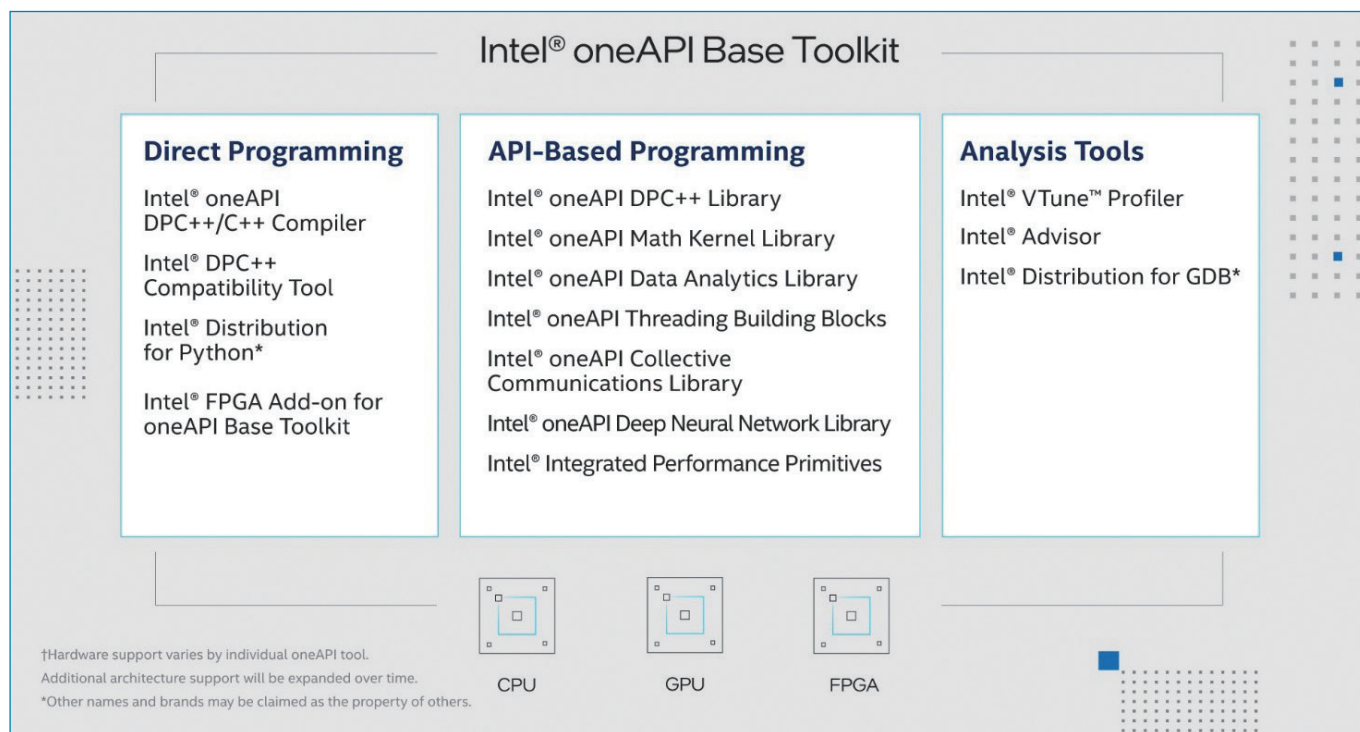 Intel® oneAPI Base Toolkit
Direct Programming
Intel® oneAPI
DPC++/C++ Compiler
Intel® DPC++
Compatibility Tool
Intel® Distribution
for Python*
Intel® FPGA Add-on for
oneAPI Base Toolkit
API-Based Programming
Intel® oneAPI DPC++ Library
Intel® oneAPI Math Kernel Library
Intel® oneAPI Data Analytics Library
Intel® oneAPI Threading Building Blocks
Intel® oneAPI Collective
Communications Library
Intel® oneAPI Deep Neural Network Library
Intel® Integrated Performance Primitives
Analysis Tools
Intel® VTune™ Profiler
Intel® Advisor
Intel® Distribution for GDB*
CPU
GPU
FPGA
†Hardware support varies by individual oneAPI tool.
Additional architecture support will be expanded over time.
*Other names and brands may be claimed as the property of others.